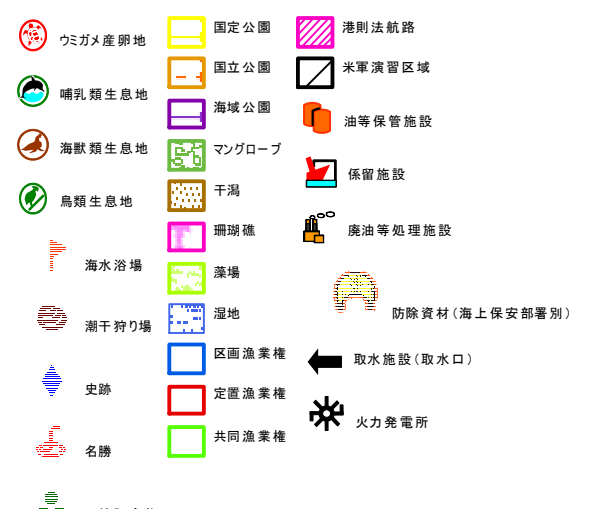 ウミガメ産卵地
哺乳類生息地
海獣類生息地
鳥類生息地
海水浴場
潮干狩り場
史跡
名勝
国定公園
国立公園
海域公園
マングローブ
干潟
珊瑚礁
藻場
湿地
区画漁業権
定置漁業権
共同漁業権
港則法航路
米軍演習区域
油等保管施設
係留施設
廃油等処理施設
防除資材(海上保安部署別)
取水施設(取水口)
火力発電所